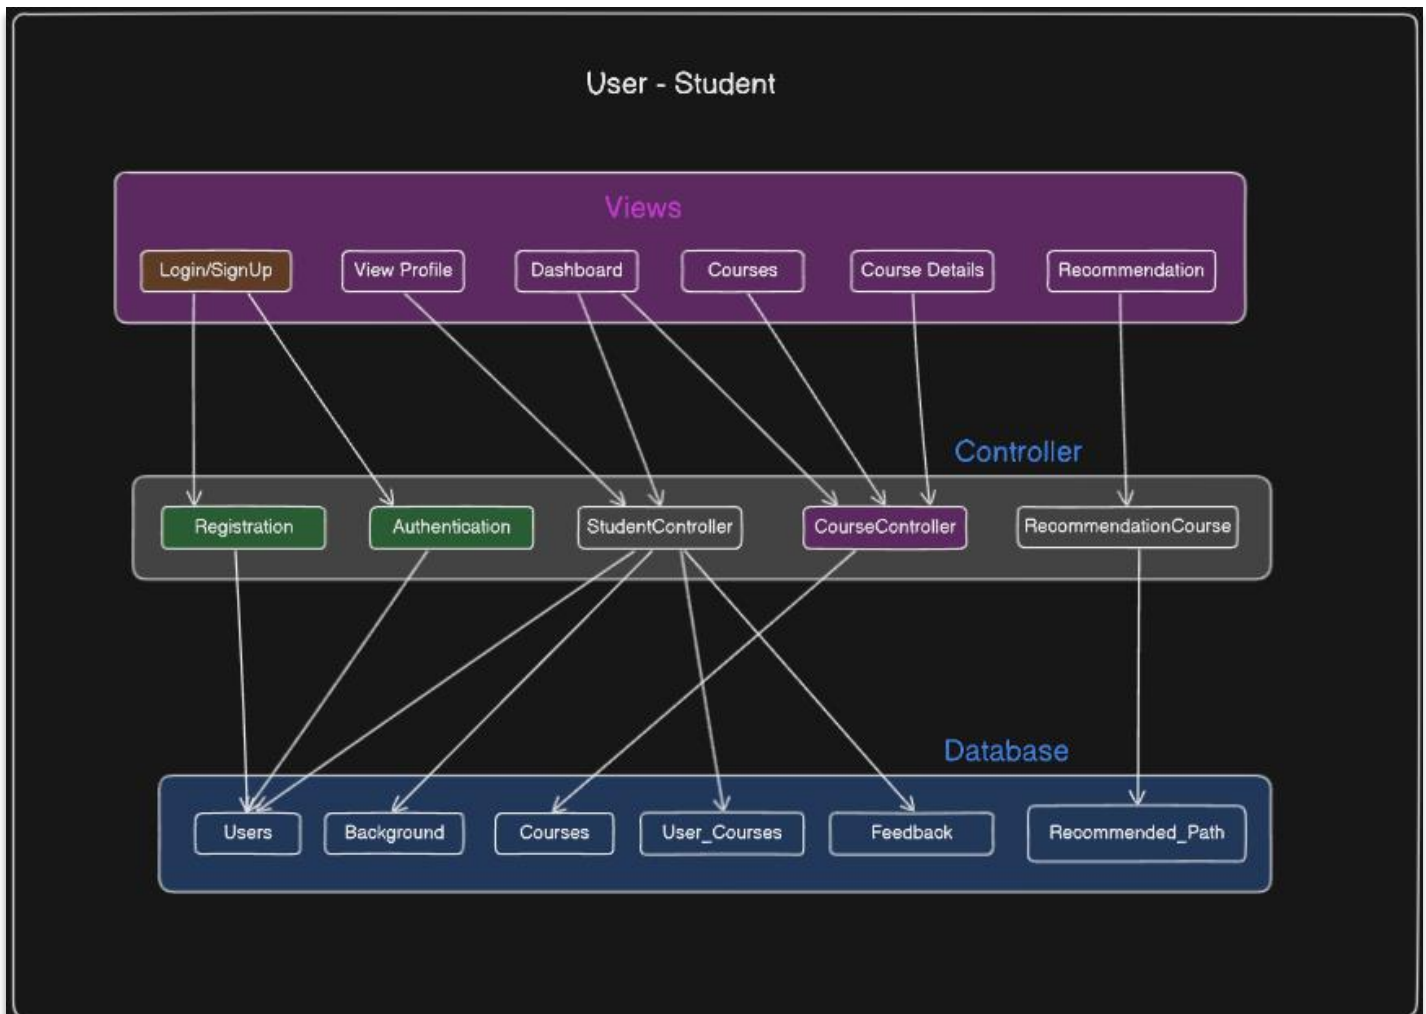 User - Student
Views
Login/SignUp
View Profile
Dashboard
Courses
Course Details
Recommendation
Controller
Registration
Authentication
StudentController
CourseController
RecommendationCourse
Database
Users
Background
Courses
User_Courses
Feedback
Recommended_Path